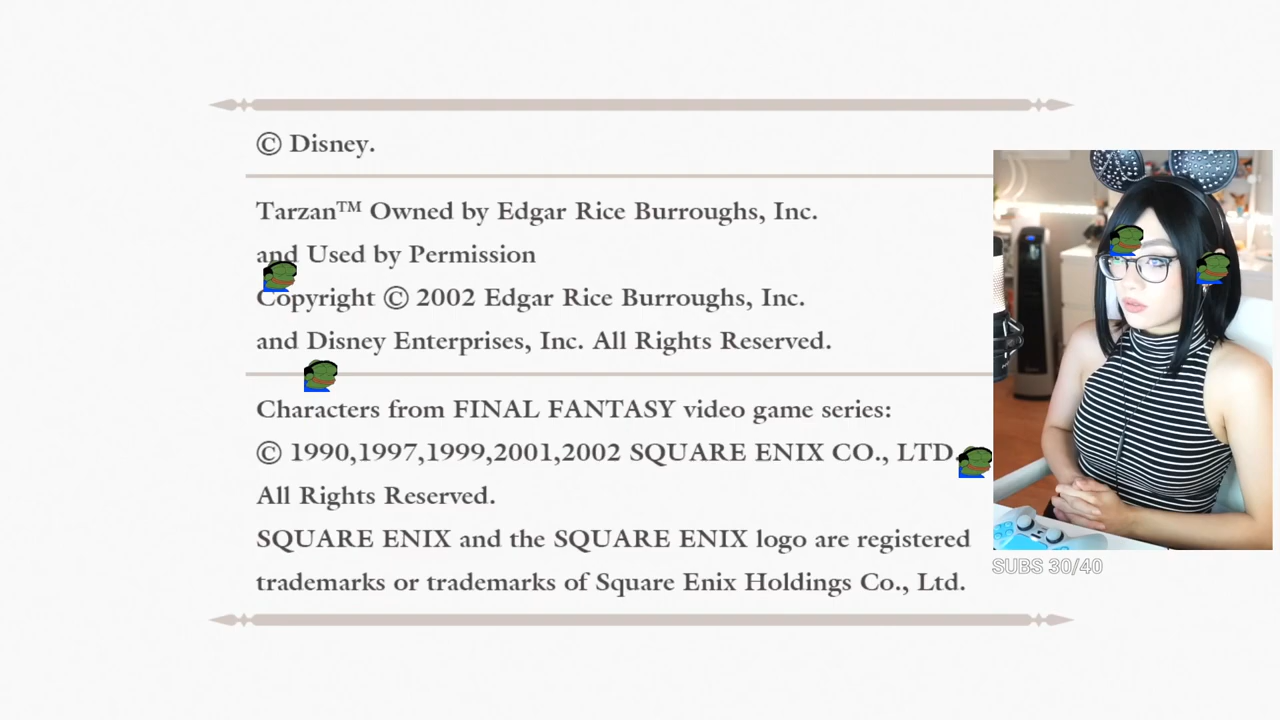 © Disney.
Tarzan™ Owned by Edgar Rice Burroughs, Inc.
and Used by Permission
Copyright © 2002 Edgar Rice Burroughs, Inc.
and Disney Enterprises, Inc. All Rights Reserved.
Characters from FINAL FANTASY video game series:
© 1990,1997,1999,2001,2002 SQUARE ENIX CO., LTD.
All Rights Reserved.
SQUARE ENIX and the SQUARE ENIX logo are registered
trademarks or trademarks of Square Enix Holdings Co., Ltd.
SUBS 30/40